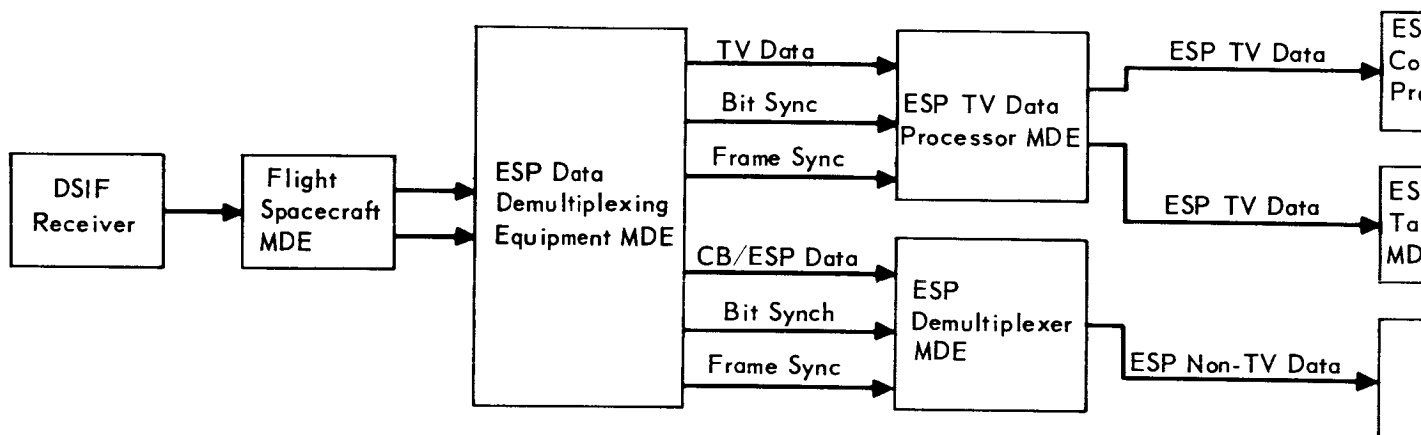 DSIF
Receiver
Flight
Spacecraft
MDE
ESP Data
Demultiplexing
Equipment MDE
TV Data
Bit Sync
Frame Sync
CB/ESP Data
Bit Synch
Frame Sync
ESP TV Data
Processor MDE
ESP
Demultiplexer
MDE
ESP TV Data
ESP TV Data
ESP Non-TV Data